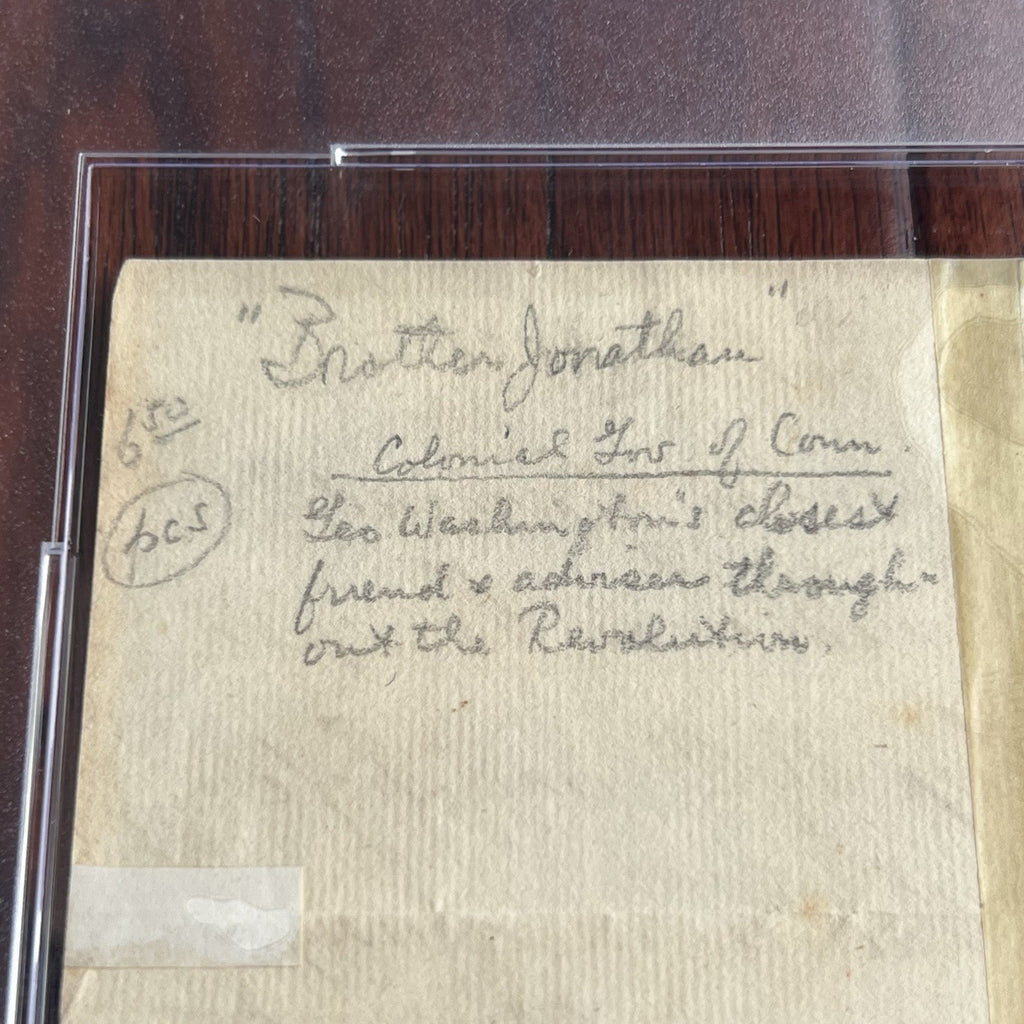 "Brother Jonathan"
6 50
Colonial Gov of Conn.
pcs
Geo Washington's closest
friend & adviser through-
out the Revolution.